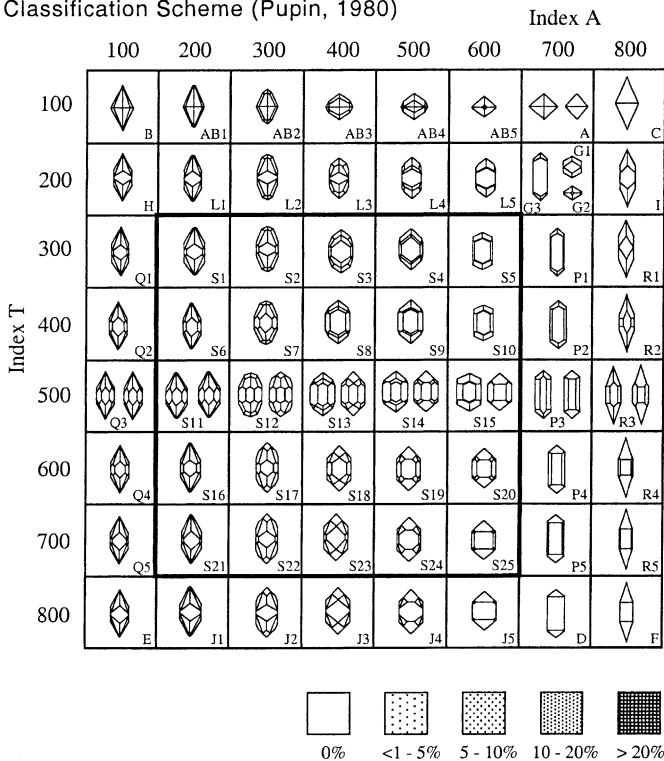 Classification Scheme (Pupin, 1980)
Index A
100 200 300 400 500 600 700 800
Index T
100 B AB1 AB2 AB3 AB4 AB5 A C
200 H L1 L2 L3 L4 L5 G1 G3 G2 I
300 Q1 S1 S2 S3 S4 S5 P1 R1
400 Q2 S6 S7 S8 S9 S10 P2 R2
500 Q3 S11 S12 S13 S14 S15 P3 R3
600 Q4 S16 S17 S18 S19 S20 P4 R4
700 Q5 S21 S22 S23 S24 S25 P5 R5
800 E J1 J2 J3 J4 J5 D F
0% <1 - 5% 5 - 10% 10 - 20% > 20%